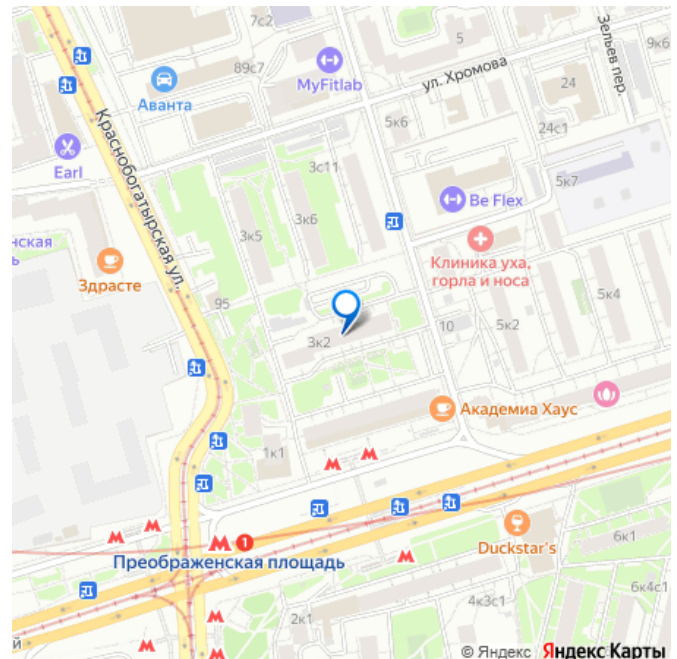 7с2
5
Зельев пер.
9к6
89с7
MyFitlab
ул. Хромова
Аванта
24
5к6
24с1
Краснобогатырская ул.
Earl
3с11
5к7
Be Flex
3к6
3к5
нская
ь
Здрасте
Клиника уха,
горла и носа
95
5к4
10
5к2
3к2
Академиа Хаус
1к1
1
Преображенская площадь
Duckstar's
6к1
6к4с1
4к3с1
2к1
й
© Яндекс Яндекс Карты